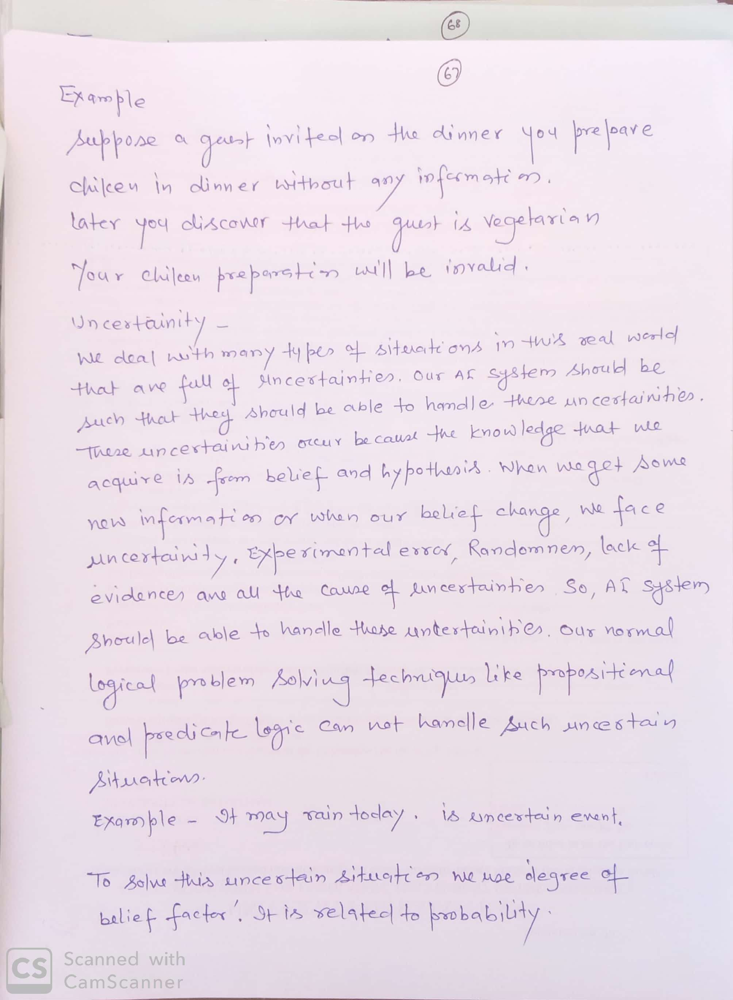 68
67
Example
Suppose a guest invited on the dinner you prepare
chiken in dinner without any information.
Later you discover that the guest is vegetarian
Your chiken preparation will be invalid.
Uncertainity -
We deal with many types of situations in this real world
that are full of uncertainties. Our AI system should be
such that they should be able to handle these uncertainities.
These uncertainities occur because the knowledge that we
acquire is from belief and hypothesis. When we get some
new information or when our belief change, we face
uncertainity. Experimental error, Randomness, lack of
evidences are all the cause of uncertainties. So, AI system
should be able to handle these uncertainities. Our normal
logical problem solving techniques like propositional
and predicate logic can not handle such uncertain
situations.
Example - It may rain today. is uncertain event.
To solve this uncertain situation we use 'degree of
belief factor'. It is related to probability.
CS Scanned with
CamScanner